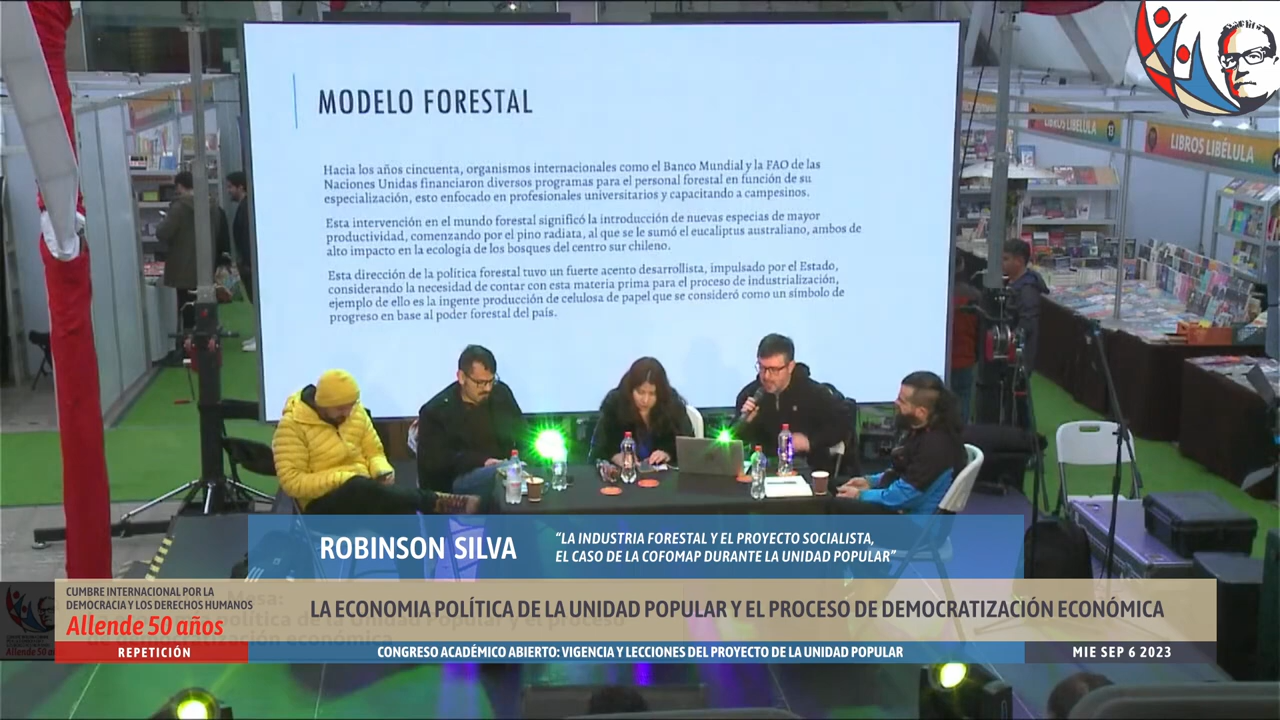 MODELO FORESTAL
Hacia los años cincuenta, organismos internacionales como el Banco Mundial y la FAO de las
Naciones Unidas financiaron diversos programas para el personal forestal en función de su
especialización, esto enfocado en profesionales universitarios y capacitando a campesinos.
Esta intervención en el mundo forestal significó la introducción de nuevas especias de mayor
productividad, comenzando por el pino radiata, al que se le sumó el eucaliptus australiano, ambos de
alto impacto en la ecología de los bosques del centro sur chileno.
Esta dirección de la política forestal tuvo un fuerte acento desarrollista, impulsado por el Estado,
considerando la necesidad de contar con esta materia prima para el proceso de industrialización,
ejemplo de ello es la ingente producción de celulosa de papel que se consideró como un símbolo de
progreso en base al poder forestal del país.
LIBROS LIBÉLULA
LIBROS LIBÉLULA
ROBINSON SILVA
“LA INDUSTRIA FORESTAL Y EL PROYECTO SOCIALISTA,
EL CASO DE LA COFOMAP DURANTE LA UNIDAD POPULAR”
CUMBRE INTERNACIONAL POR LA
DEMOCRACIA Y LOS DERECHOS HUMANOS
Allende 50 años
LA ECONOMIA POLÍTICA DE LA UNIDAD POPULAR Y EL PROCESO DE DEMOCRATIZACIÓN ECONÓMICA
REPETICIÓN
CONGRESO ACADÉMICO ABIERTO: VIGENCIA Y LECCIONES DEL PROYECTO DE LA UNIDAD POPULAR
MIE SEP 6 2023